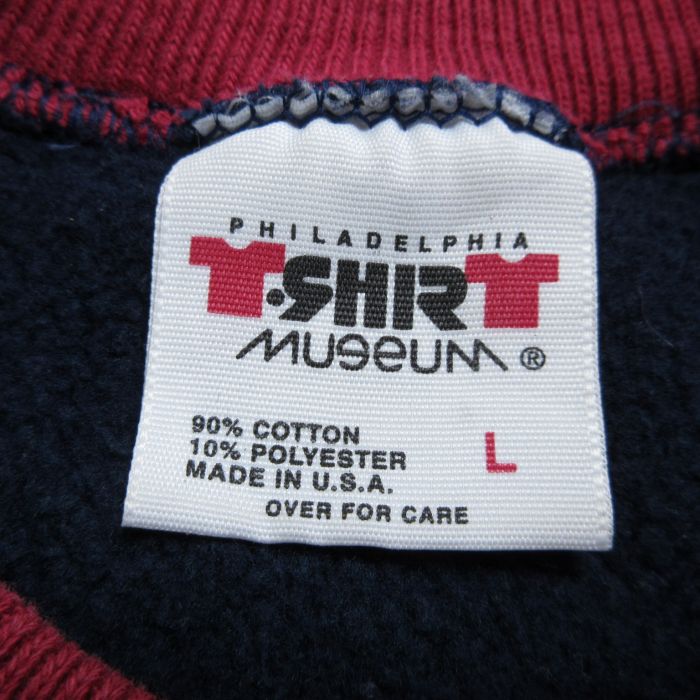 PHILADELPHIA
T-SHIRT
MUSEUM ®
90% COTTON
10% POLYESTER
MADE IN U.S.A.
L
OVER FOR CARE